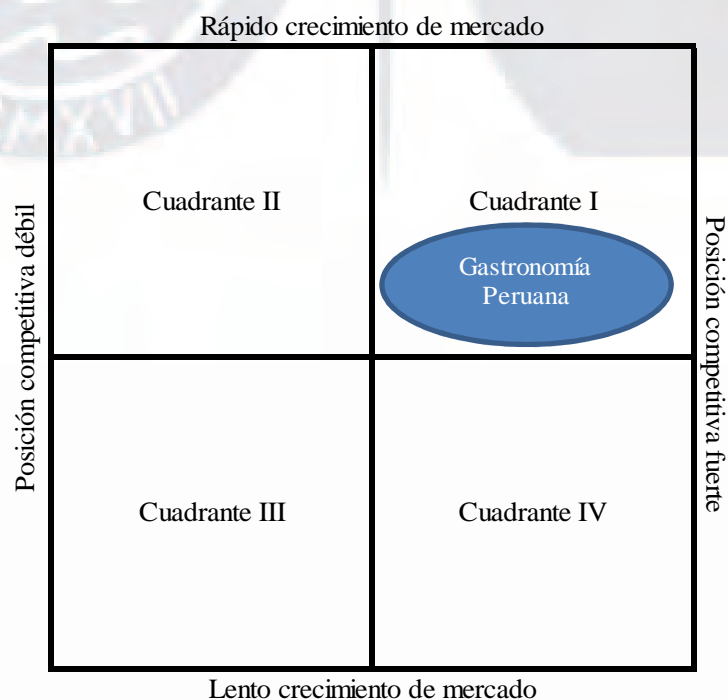 Rápido crecimiento de mercado
Posición competitiva débil
Cuadrante II
Cuadrante I
Gastronomía
Peruana
Posición competitiva fuerte
Cuadrante III
Cuadrante IV
Lento crecimiento de mercado